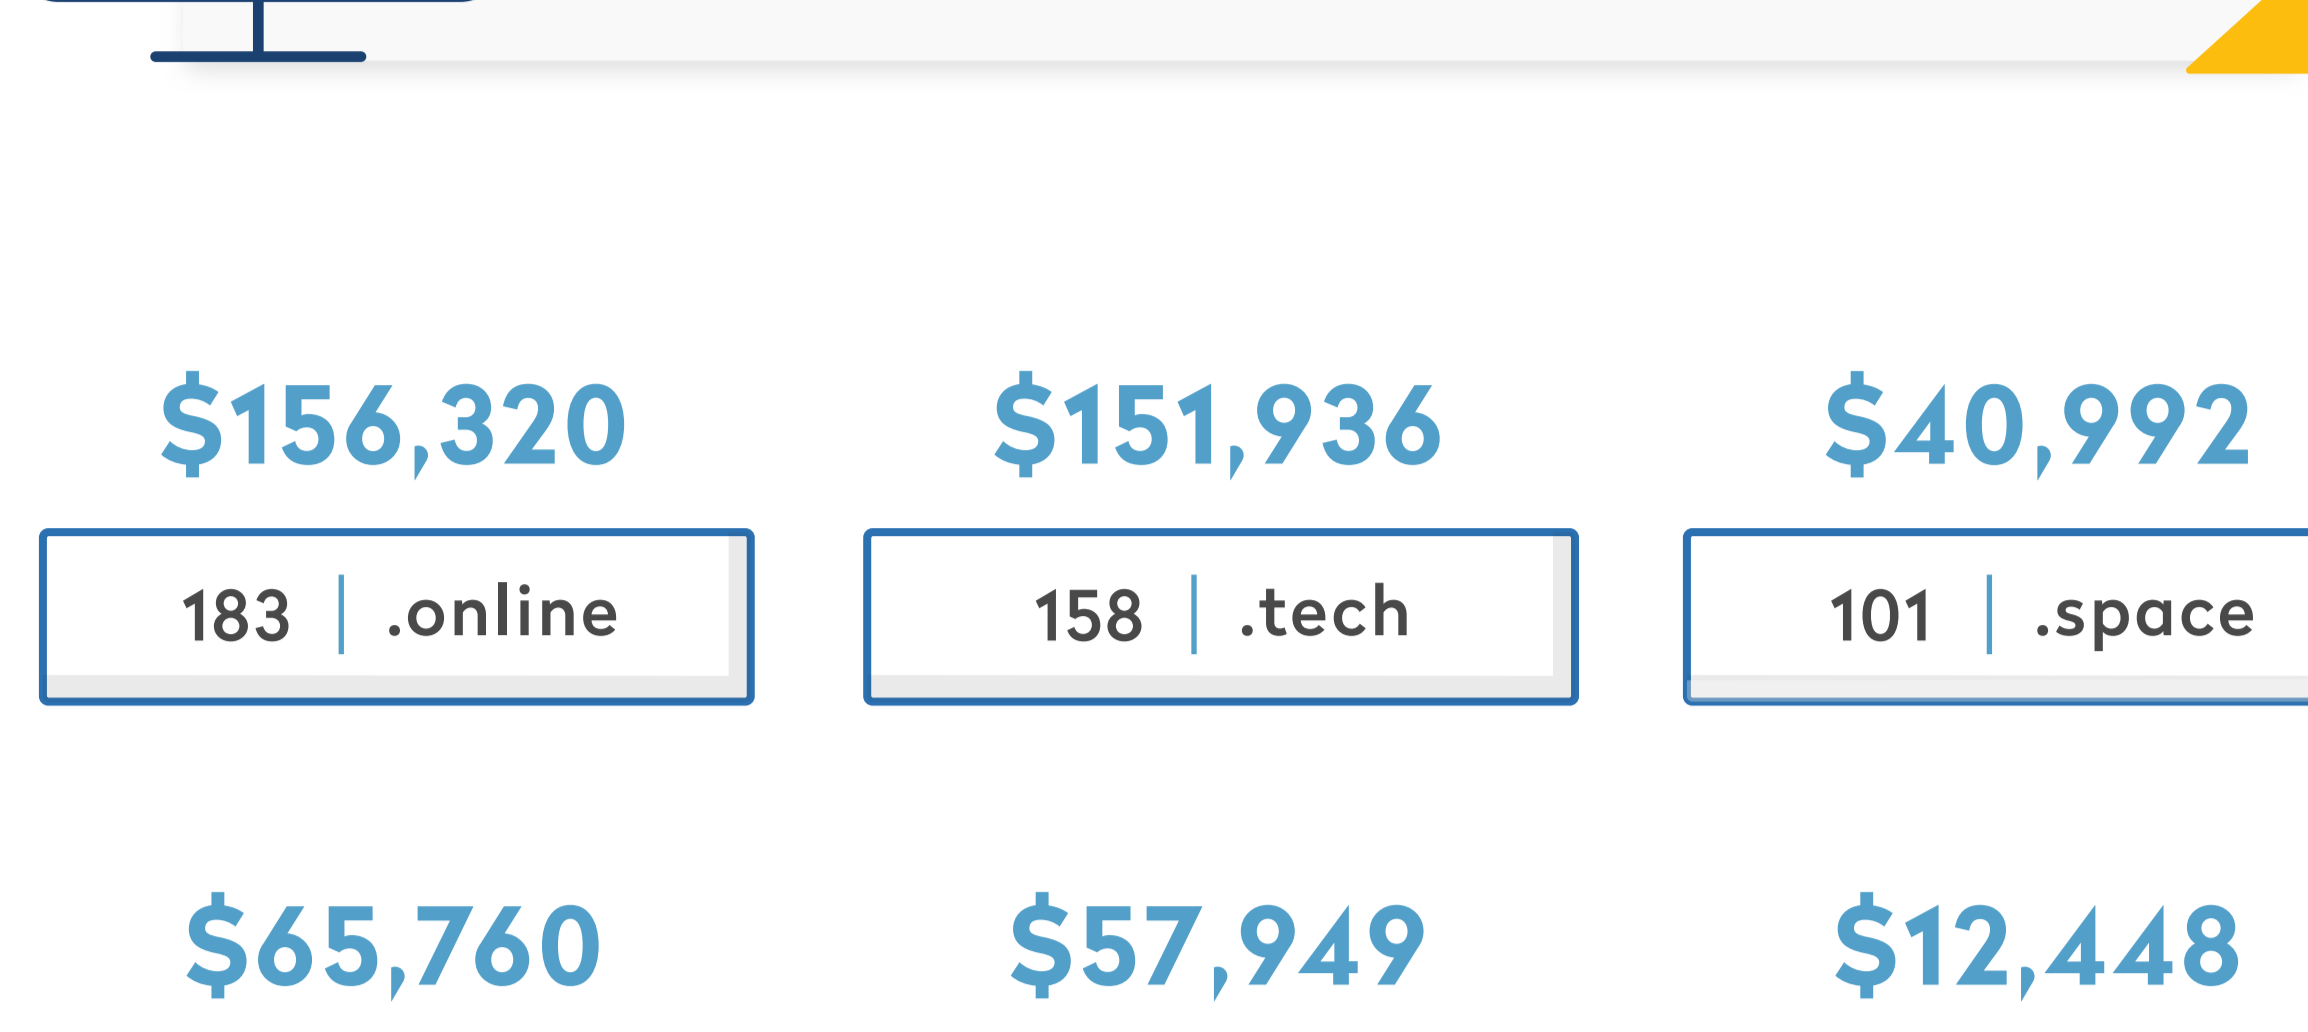 $156,320 $151,936 $40,992
183 | .online 158 | .tech 101 | .space
$65,760 $57,949 $12,448